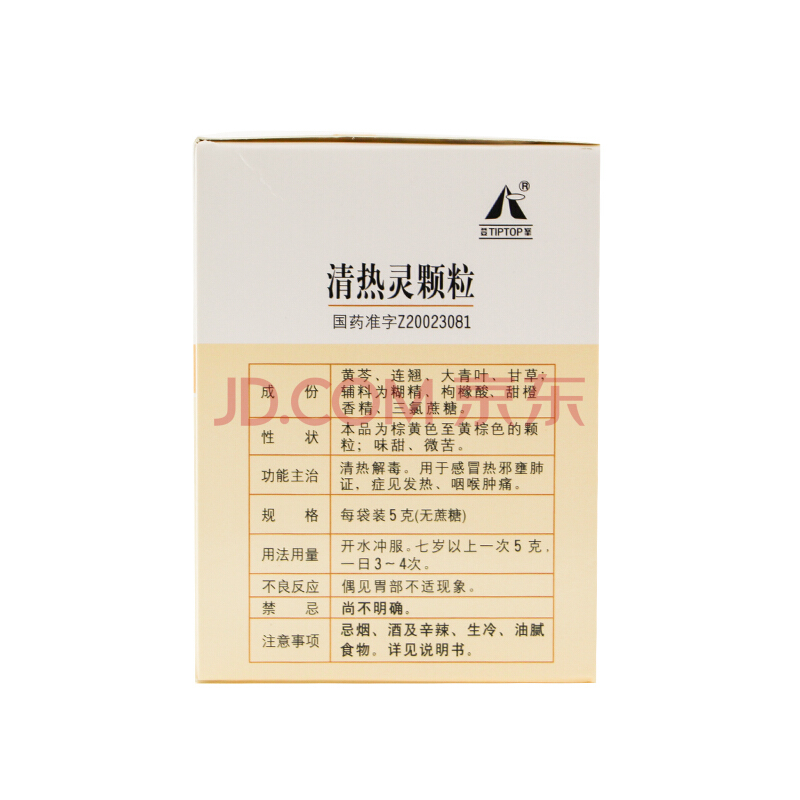 ®
TIPTOP
清热灵颗粒
国药准字Z20023081
成份
黄芩、连翘、大青叶、甘草;
辅料为糊精、枸橼酸、甜橙
香精、三氯蔗糖。
性状
本品为棕黄色至黄棕色的颗
粒；味甜、微苦。
功能主治
清热解毒。用于感冒热邪壅肺
证，症见发热、咽喉肿痛。
规格
每袋装5克(无蔗糖)
用法用量
开水冲服。七岁以上一次5克，
一日3~4次。
不良反应
偶见胃部不适现象。
禁忌
尚不明确。
注意事项
忌烟、酒及辛辣、生冷、油腻
食物。详见说明书。
JD.COM 京东